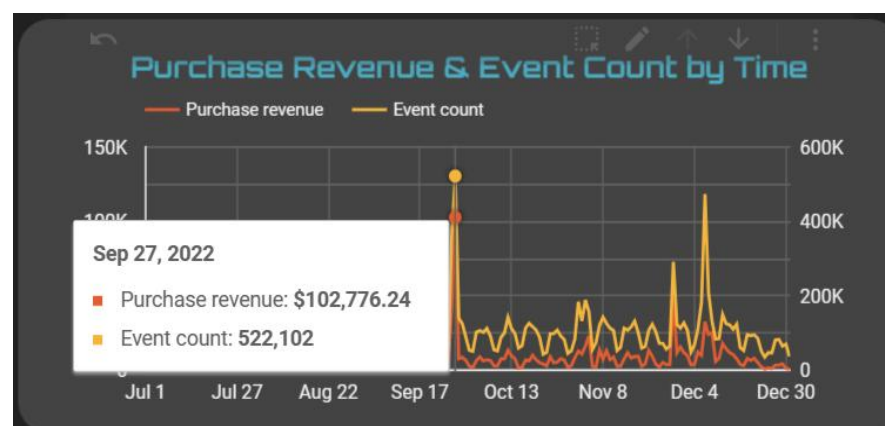 Purchase Revenue & Event Count by Time
Purchase revenue Event count
150K 600K
400K
Sep 27, 2022
Purchase revenue: $102,776.24
200K
Event count: 522,102
0
Jul 1 Jul 27 Aug 22 Sep 17 Oct 13 Nov 8 Dec 4 Dec 30